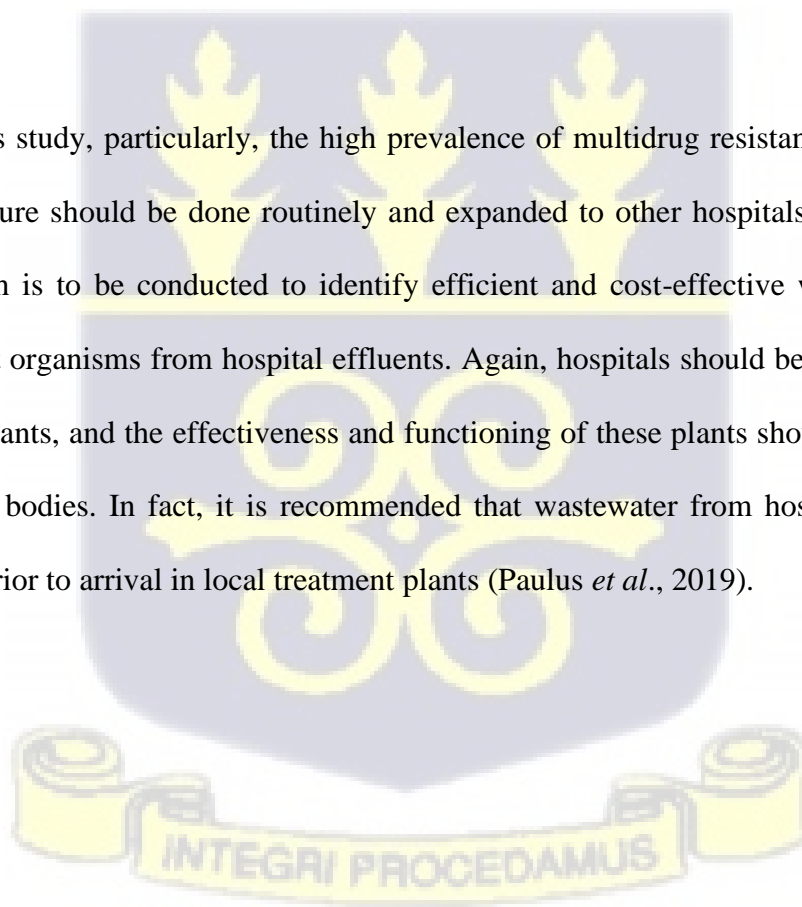 s study, particularly, the high prevalence of multidrug resistan
ure should be done routinely and expanded to other hospitals
n is to be conducted to identify efficient and cost-effective v
organisms from hospital effluents. Again, hospitals should be
ants, and the effectiveness and functioning of these plants sho
bodies. In fact, it is recommended that wastewater from hos
rior to arrival in local treatment plants (Paulus et al., 2019).
INTEGRI PROCEDAMUS